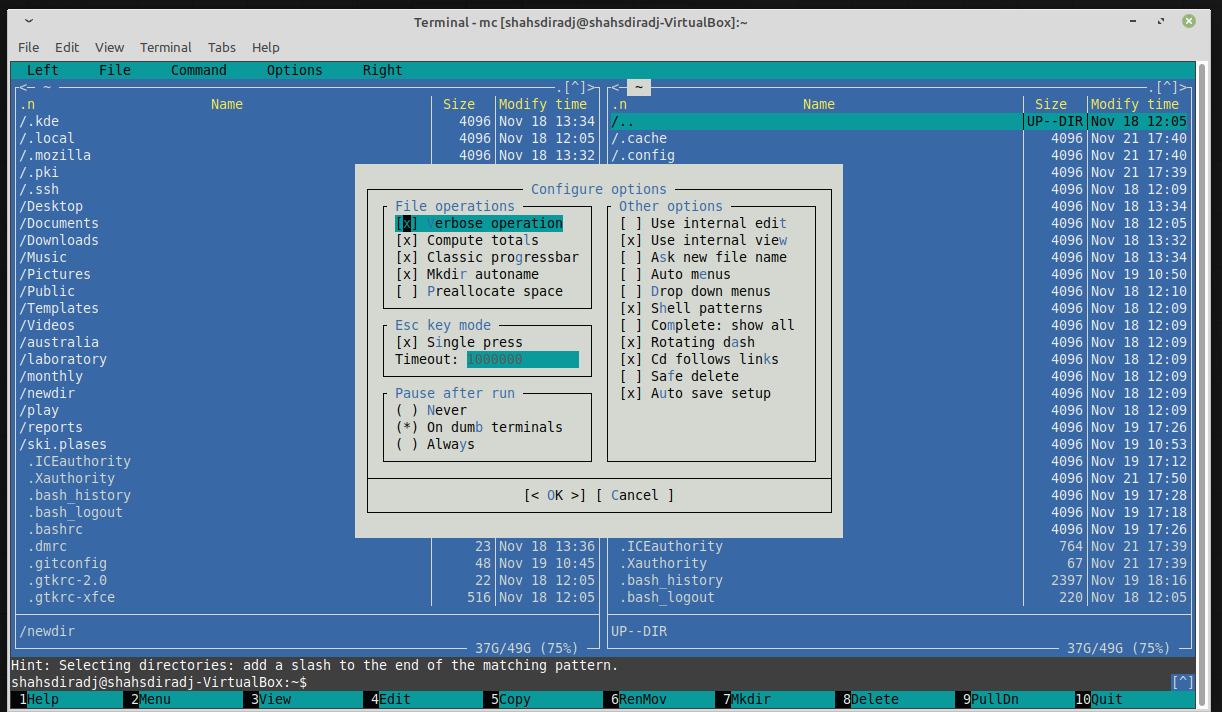 Terminal - mc [shahsdiradj@shahsdiradj-VirtualBox]:~
File Edit View Terminal Tabs Help
Left File Command Options Right
<─ ~ .[^]>
.n Name Size Modify time
/.kde 4096 Nov 18 13:34
/.local 4096 Nov 18 12:05
/.mozilla 4096 Nov 18 13:32
/.pki
/.ssh
/Desktop
/Documents
/Downloads
/Music
/Pictures
/Public
/Templates
/Videos
/australia
/laboratory
/monthly
/newdir
/play
/reports
/ski.plases
.ICEauthority
.Xauthority
.bash_history
.bash_logout
.bashrc
.dmrc 23 Nov 18 13:36
.gitconfig 48 Nov 19 10:45
.gtkrc-2.0 22 Nov 18 12:05
.gtkrc-xfce 516 Nov 18 12:05
/newdir
37G/49G (75%)
<─ ~ .[^]>
.n Name Size Modify time
/.. UP--DIR Nov 18 12:05
/.cache 4096 Nov 21 17:40
/.config 4096 Nov 21 17:40
4096 Nov 21 17:39
4096 Nov 18 12:09
4096 Nov 18 13:34
4096 Nov 18 12:05
4096 Nov 18 13:32
4096 Nov 18 13:34
4096 Nov 19 10:50
4096 Nov 18 12:10
4096 Nov 18 12:09
4096 Nov 18 12:09
4096 Nov 18 12:09
4096 Nov 18 12:09
4096 Nov 18 12:09
4096 Nov 18 12:09
4096 Nov 18 12:09
4096 Nov 19 17:26
4096 Nov 19 10:53
4096 Nov 19 17:12
4096 Nov 21 17:50
4096 Nov 19 17:28
4096 Nov 19 17:18
4096 Nov 19 17:26
.ICEauthority 764 Nov 21 17:39
.Xauthority 67 Nov 21 17:39
.bash_history 2397 Nov 19 18:16
.bash_logout 220 Nov 18 12:05
UP--DIR
37G/49G (75%)
Configure options
File operations
[x] Verbose operation
[x] Compute totals
[x] Classic progressbar
[x] Mkdir autoname
[ ] Preallocate space
Esc key mode
[x] Single press
Timeout: 1000000
Pause after run
( ) Never
(*) On dumb terminals
( ) Always
Other options
[ ] Use internal edit
[x] Use internal view
[ ] Ask new file name
[ ] Auto menus
[ ] Drop down menus
[x] Shell patterns
[ ] Complete: show all
[x] Rotating dash
[x] Cd follows links
[ ] Safe delete
[x] Auto save setup
[< OK >] [ Cancel ]
Hint: Selecting directories: add a slash to the end of the matching pattern.
shahsdiradj@shahsdiradj-VirtualBox:~$ [^]
1Help 2Menu 3View 4Edit 5Copy 6RenMov 7Mkdir 8Delete 9PullDn 10Quit